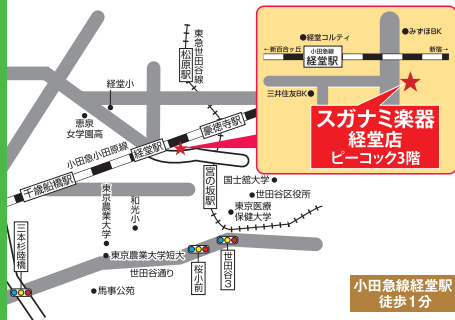 東急世田谷線
松原駅
経堂小
恵泉
女学園高
小田急小田原線
経堂駅
豪徳寺駅
千歳船橋駅
宮の坂駅
国士舘大学
世田谷区役所
東京医療
保健大学
東京農業大学
和光小
三本杉陸橋
東京農業大学短大
世田谷通り
桜小前
世田谷3
馬事公苑
経堂コルティ
みずほBK
←新百合ヶ丘
小田急線
経堂駅
新宿→
三井住友BK
スガナミ楽器
経堂店
ピーコック3階
小田急線経堂駅
徒歩1分